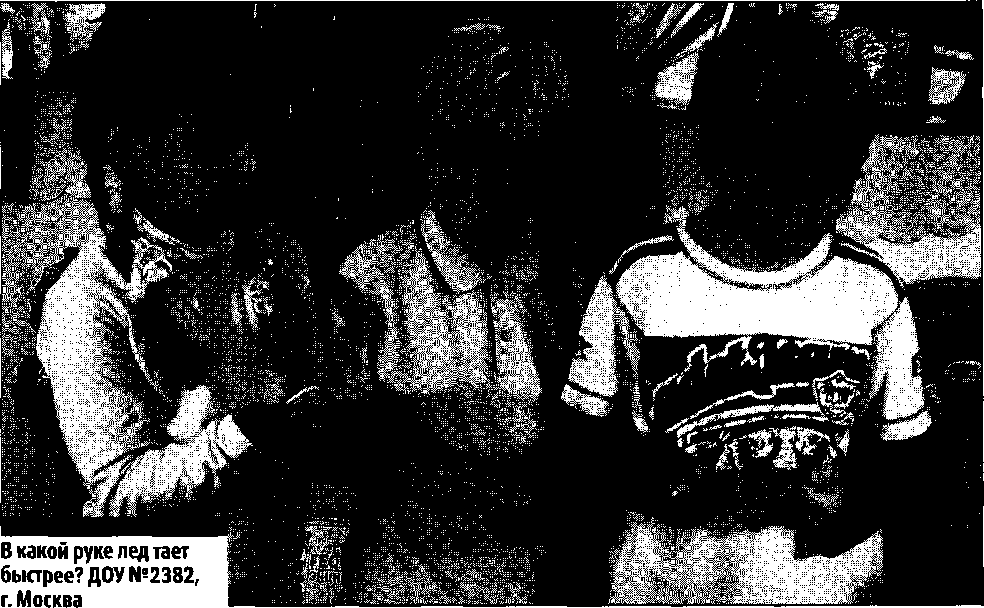 В какой руке лед тает
быстрее? ДОУ №2382,
г. Москва